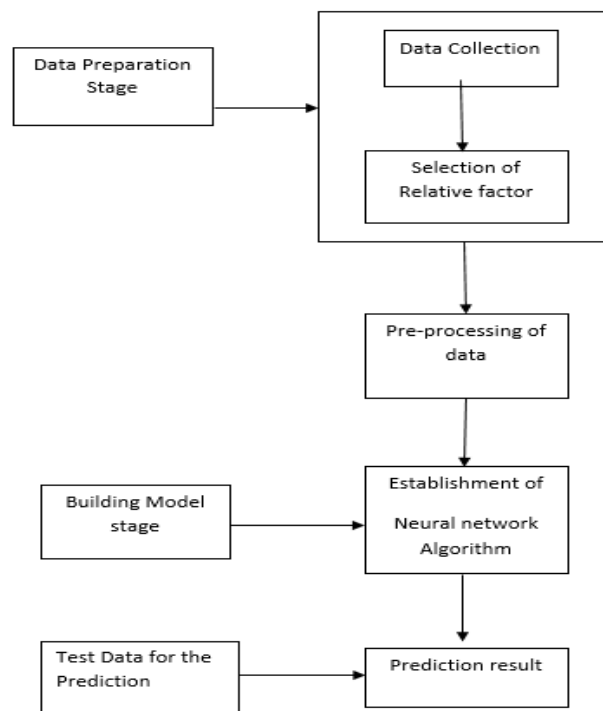 Data Preparation
Stage
Data Collection
Selection of
Relative factor
Pre-processing of
data
Building Model
stage
Establishment of
Neural network
Algorithm
Test Data for the
Prediction
Prediction result